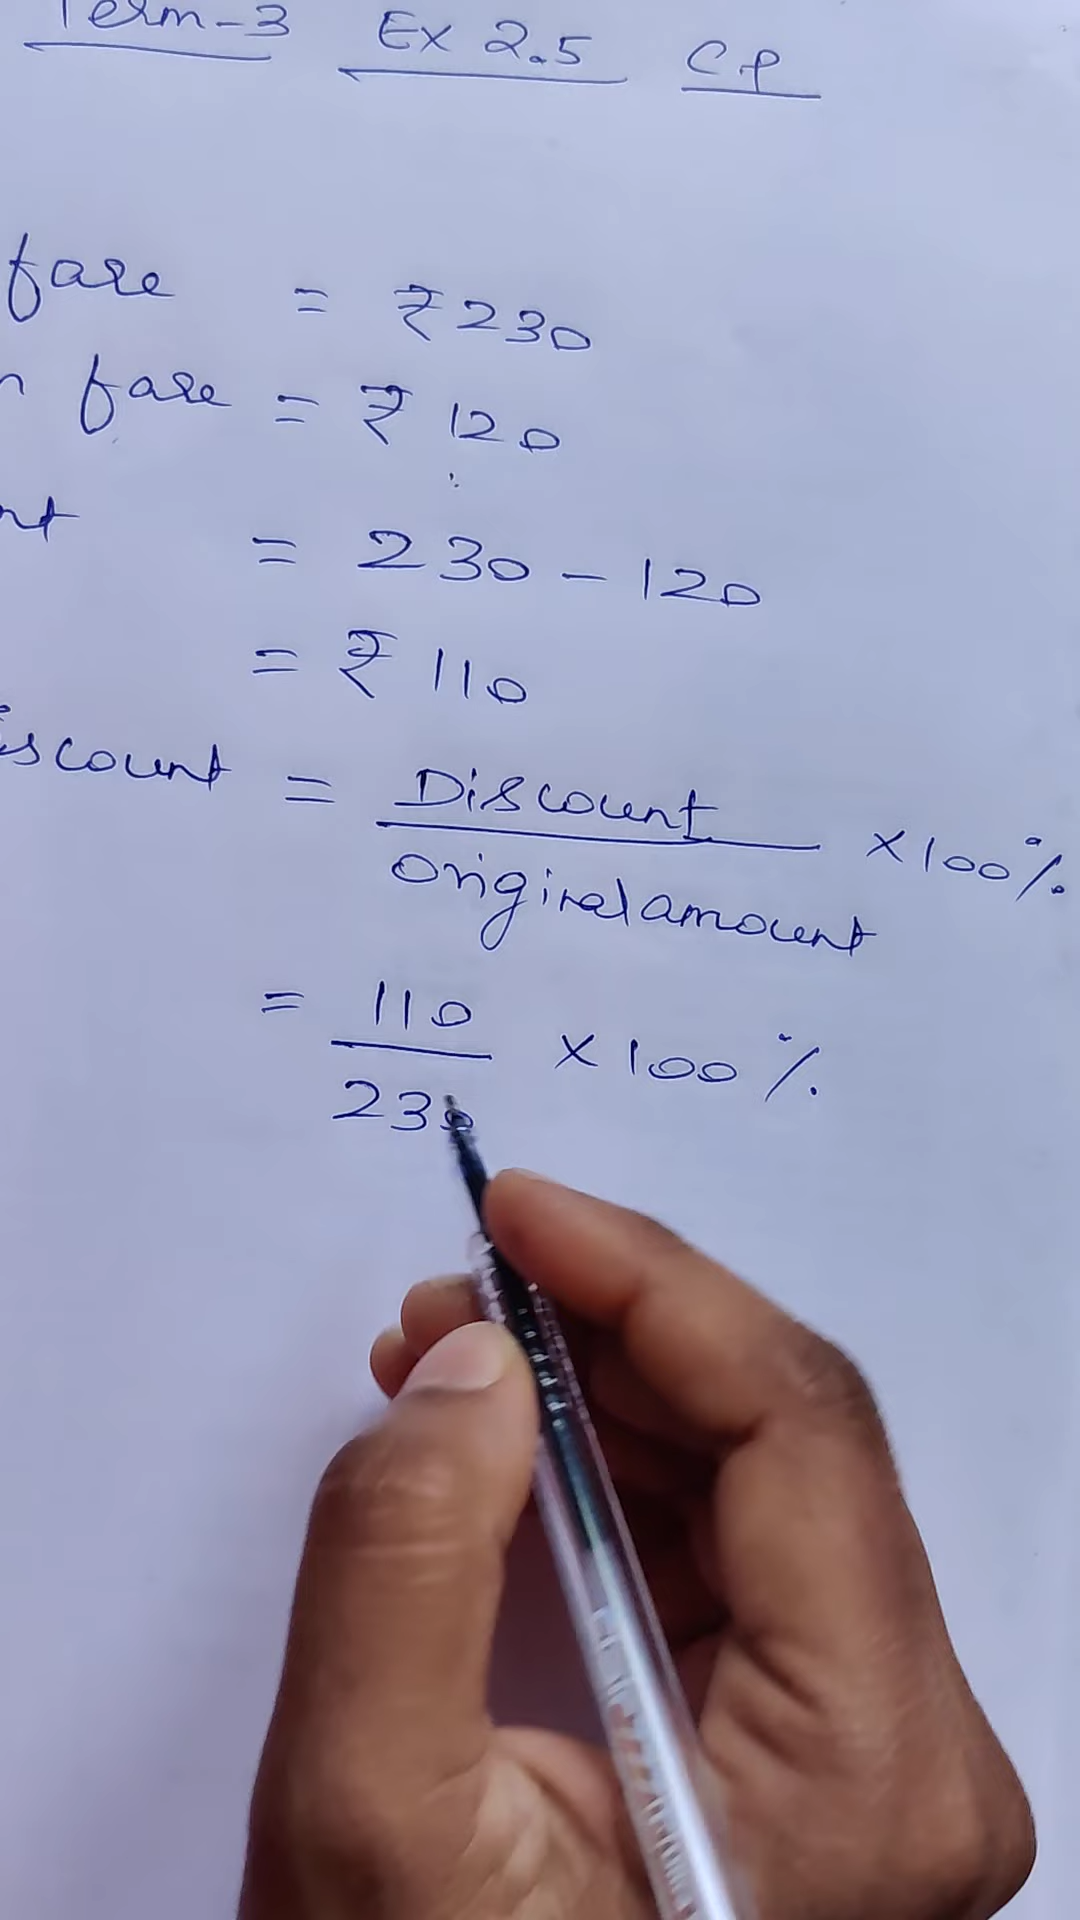 Term-3 Ex 2.5 C.P
fare = ₹230
fare = ₹ 120
= 230 - 120
= ₹ 110
iscount = Discount / original amount ×100%
= 110 / 230 ×100 %